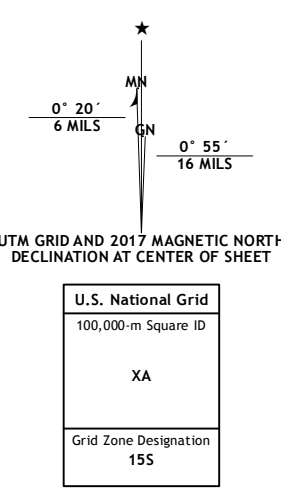 MN
0° 20´
6 MILS
GN
0° 55´
16 MILS
UTM GRID AND 2017 MAGNETIC NORTH
DECLINATION AT CENTER OF SHEET
U.S. National Grid
100,000-m Square ID
XA
Grid Zone Designation
15S